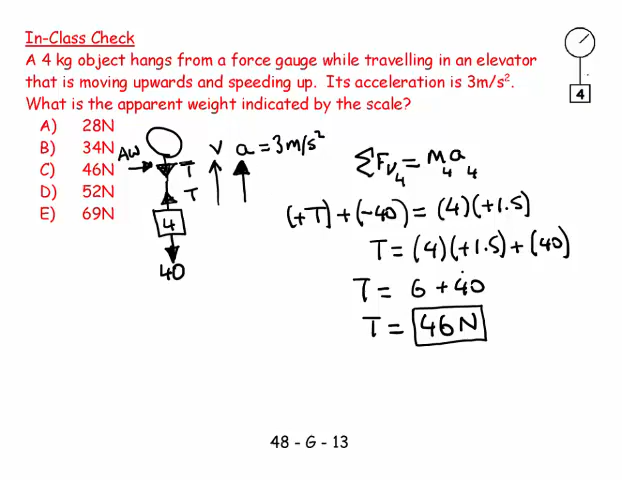 In-Class Check
A 4 kg object hangs from a force gauge while travelling in an elevator
that is moving upwards and speeding up. Its acceleration is 3m/s².
What is the apparent weight indicated by the scale?
A) 28N
B) 34N
C) 46N
D) 52N
E) 69N
4
AW
T
T
4
40
V a = 3m/s²
ΣFv₄ = m₄a₄
(+T) + (-40) = (4)(+1.5)
T = (4)(+1.5) + (40)
T = 6 + 40
T = 46N
48 - G - 13